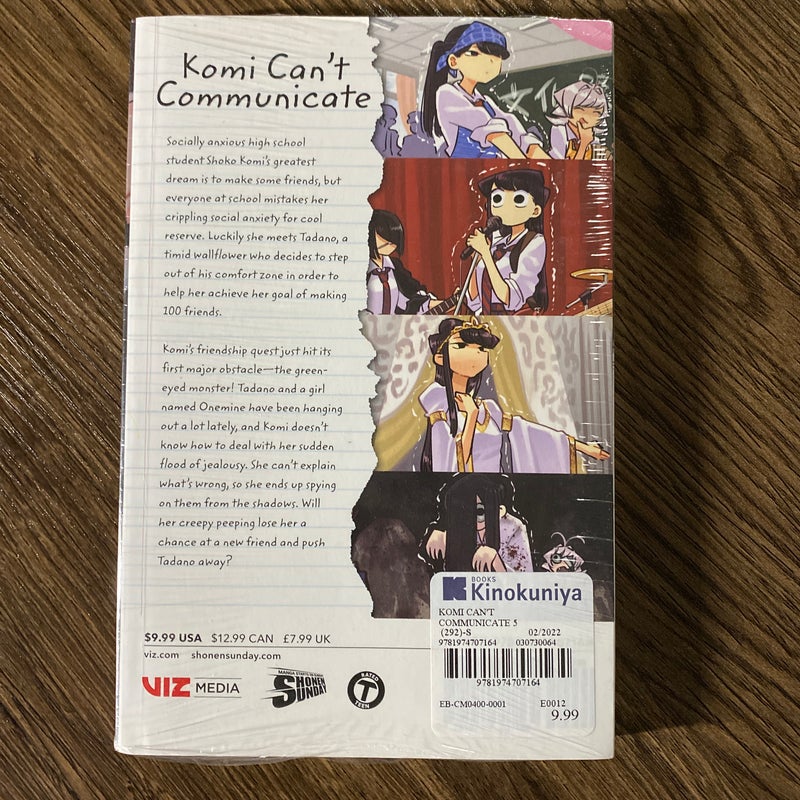 Komi Can't
Communicate
Socially anxious high school
student Shoko Komi's greatest
dream is to make some friends, but
everyone at school mistakes her
crippling social anxiety for cool
reserve. Luckily she meets Tadano, a
timid wallflower who decides to step
out of his comfort zone in order to
help her achieve her goal of making
100 friends.
Komi's friendship quest just hit its
first major obstacle—the green-
eyed monster! Tadano and a girl
named Onemine have been hanging
out a lot lately, and Komi doesn't
know how to deal with her sudden
flood of jealousy. She can't explain
what's wrong, so she ends up spying
on them from the shadows. Will
her creepy peeping lose her a
chance at a new friend and push
Tadano away?
$9.99 USA $12.99 CAN £7.99 UK
viz.com shonensunday.com
VIZ MEDIA
MANGA STARTS ON SUNDAY
SHONEN
SUNDAY
RATED
T
TEEN
BOOKS
Kinokuniya
KOMI CAN'T
COMMUNICATE 5
(292)-S 02/2022
9781974707164 030730064
9781974707164
EB-CM0400-0001 E0012
9.99